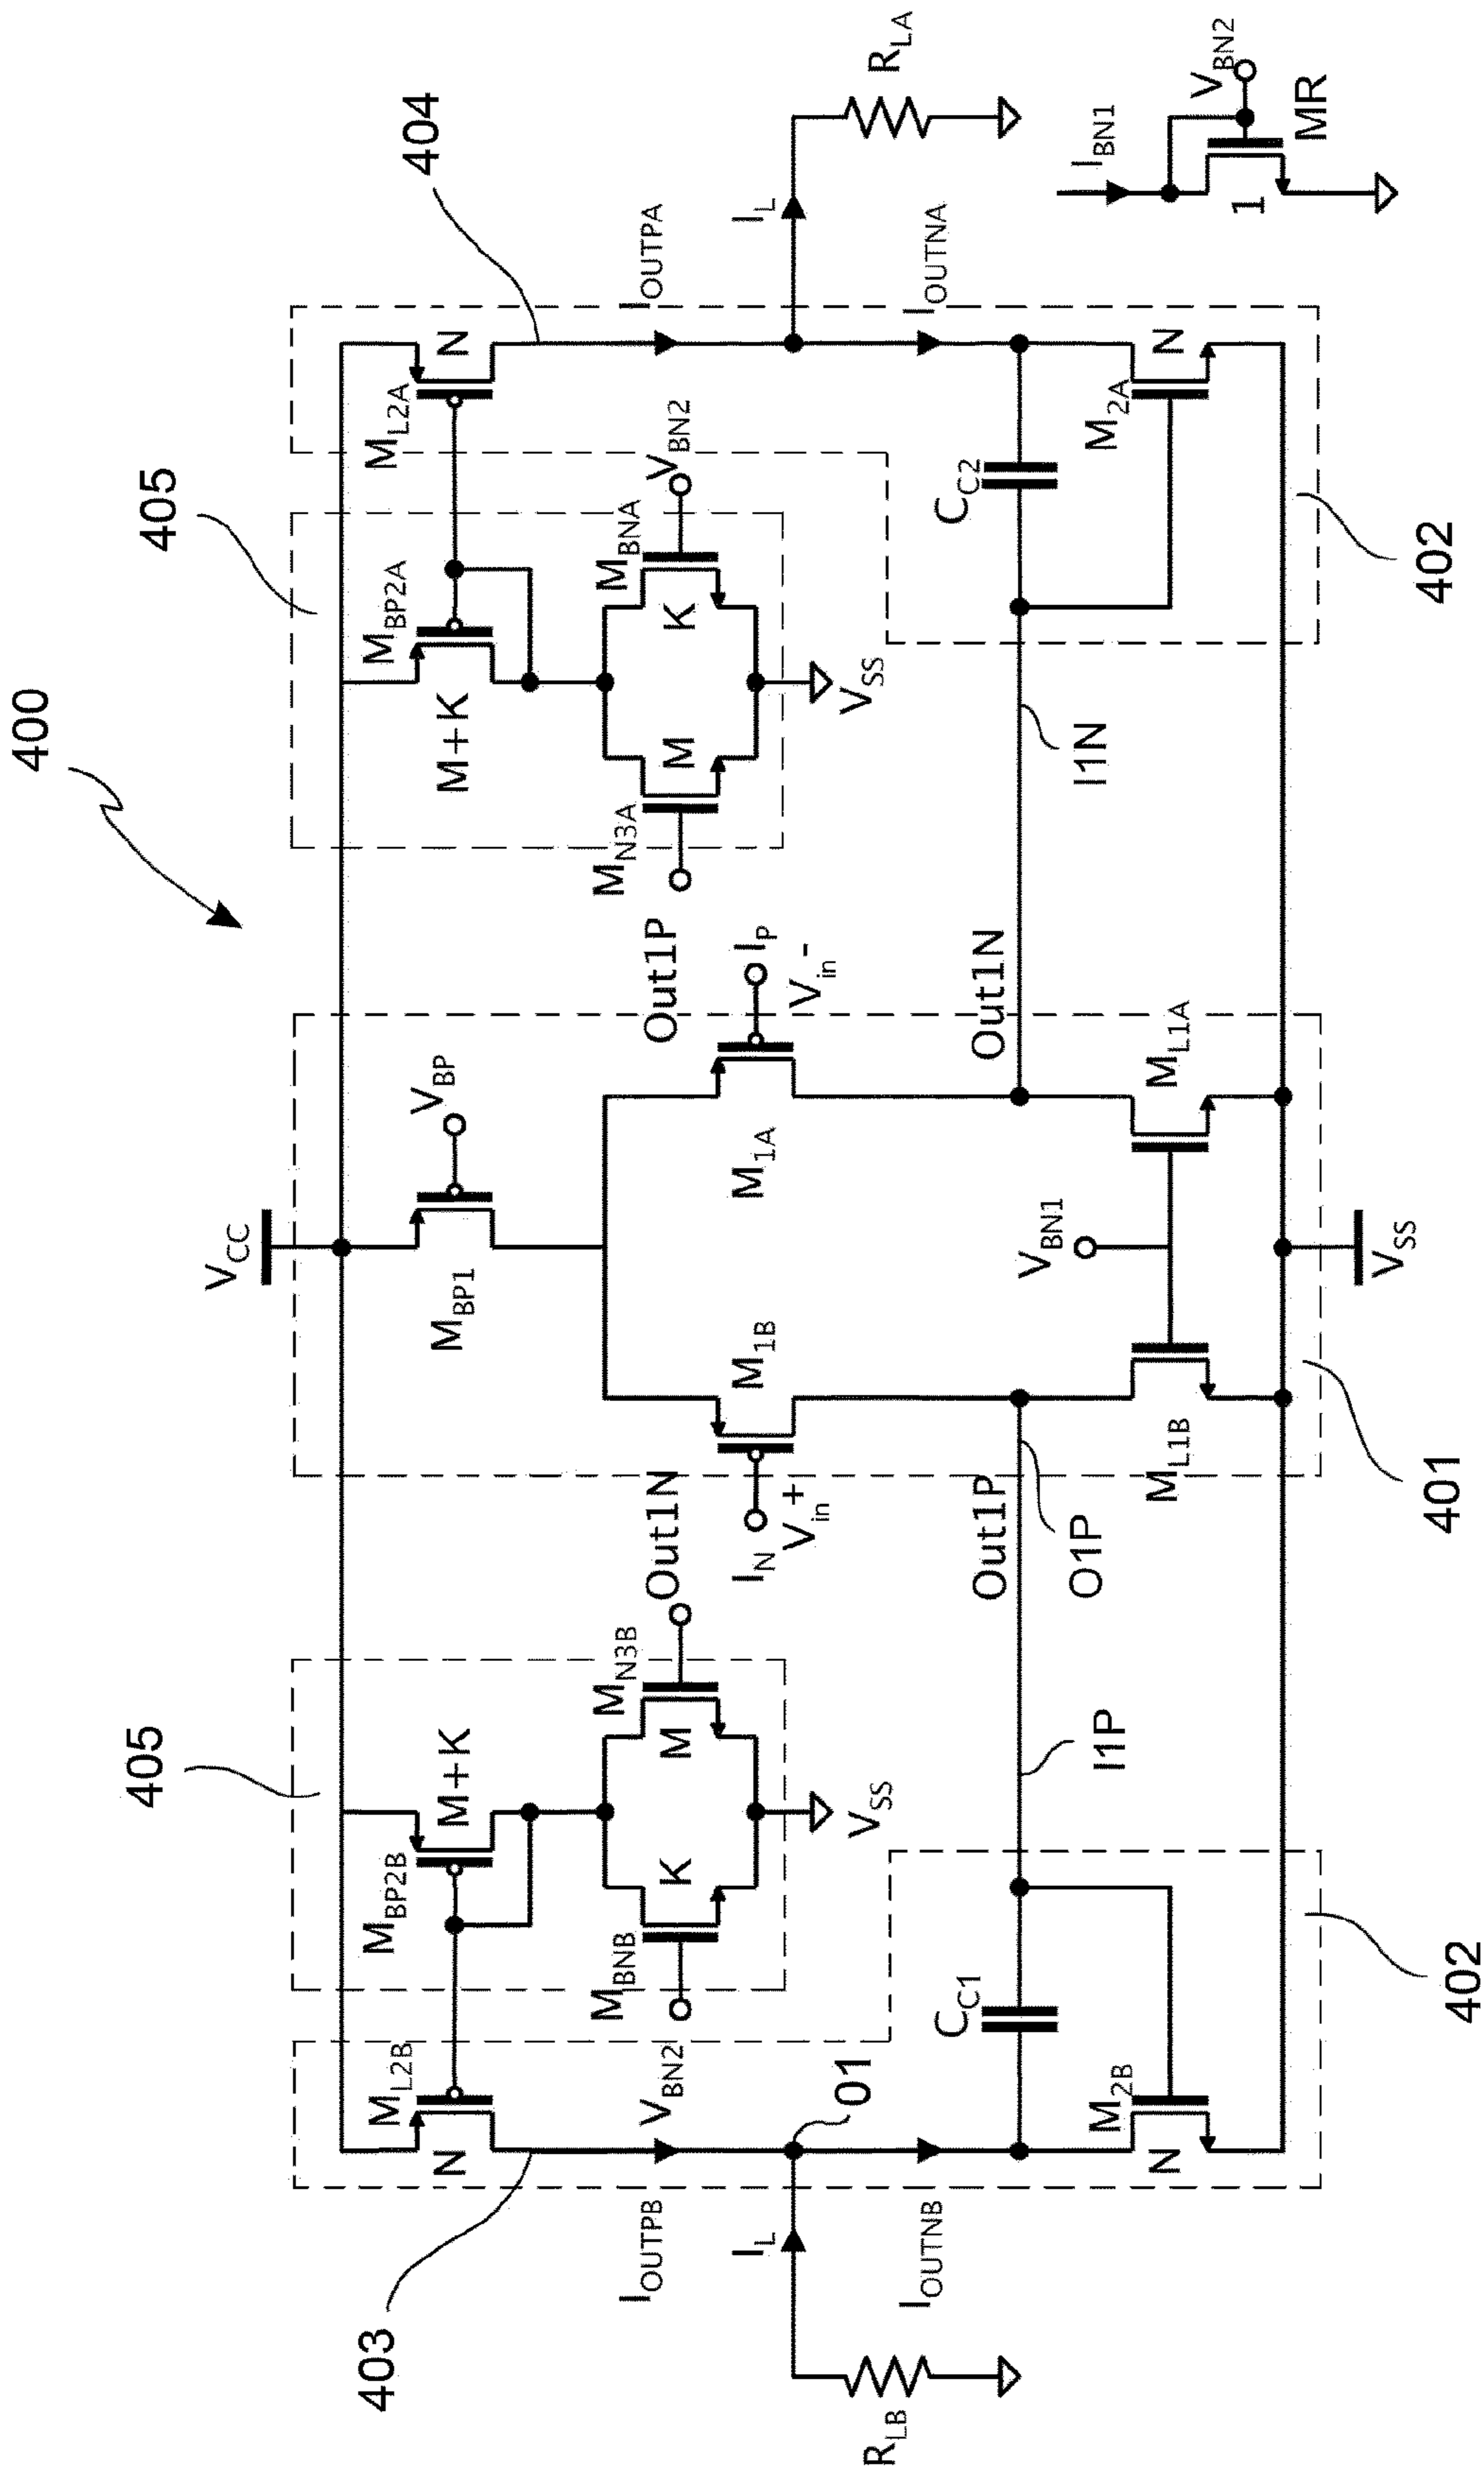 400
V_CC
405
405
404
403
M_L2B
N
M_BP2B
M+K
M_BP1
V_BP
M_BP2A
M+K
M_L2A
N
V_BN2
M_BNB
K
M
M_N3B
Out1N
I_N
V_in+
M_1B
M_1A
Out1P
I_P
V_in-
M_N3A
M
K
M_BNA
V_BN2
V_SS
V_SS
I_OUTPB
I_L
01
I_OUTNB
R_LB
I_OUTPA
I_L
I_OUTNA
R_LA
C_C1
M_2B
N
I1P
Out1P
O1P
V_BN1
M_L1B
M_L1A
Out1N
I1N
C_C2
M_2A
N
I_BN1
V_BN2
1
MR
402
401
V_SS
402